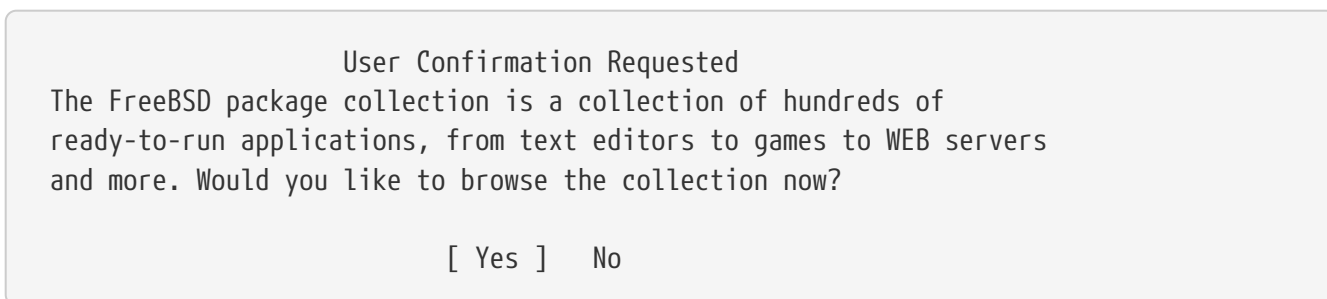 User Confirmation Requested
The FreeBSD package collection is a collection of hundreds of
ready-to-run applications, from text editors to games to WEB servers
and more. Would you like to browse the collection now?
[ Yes ] No